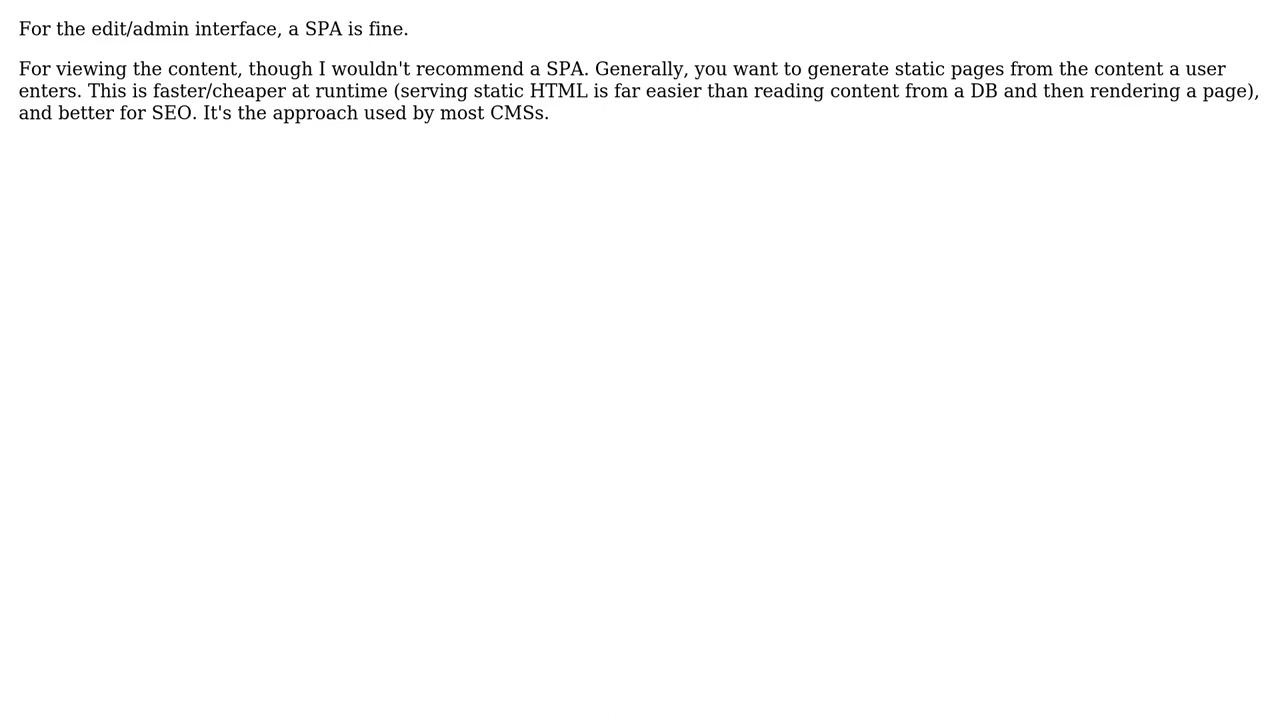 For the edit/admin interface, a SPA is fine.
For viewing the content, though I wouldn't recommend a SPA. Generally, you want to generate static pages from the content a user
enters. This is faster/cheaper at runtime (serving static HTML is far easier than reading content from a DB and then rendering a page),
and better for SEO. It's the approach used by most CMSs.